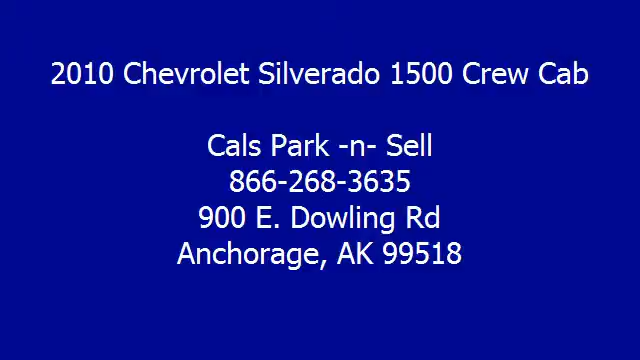 2010 Chevrolet Silverado 1500 Crew Cab
Cals Park -n- Sell
866-268-3635
900 E. Dowling Rd
Anchorage, AK 99518